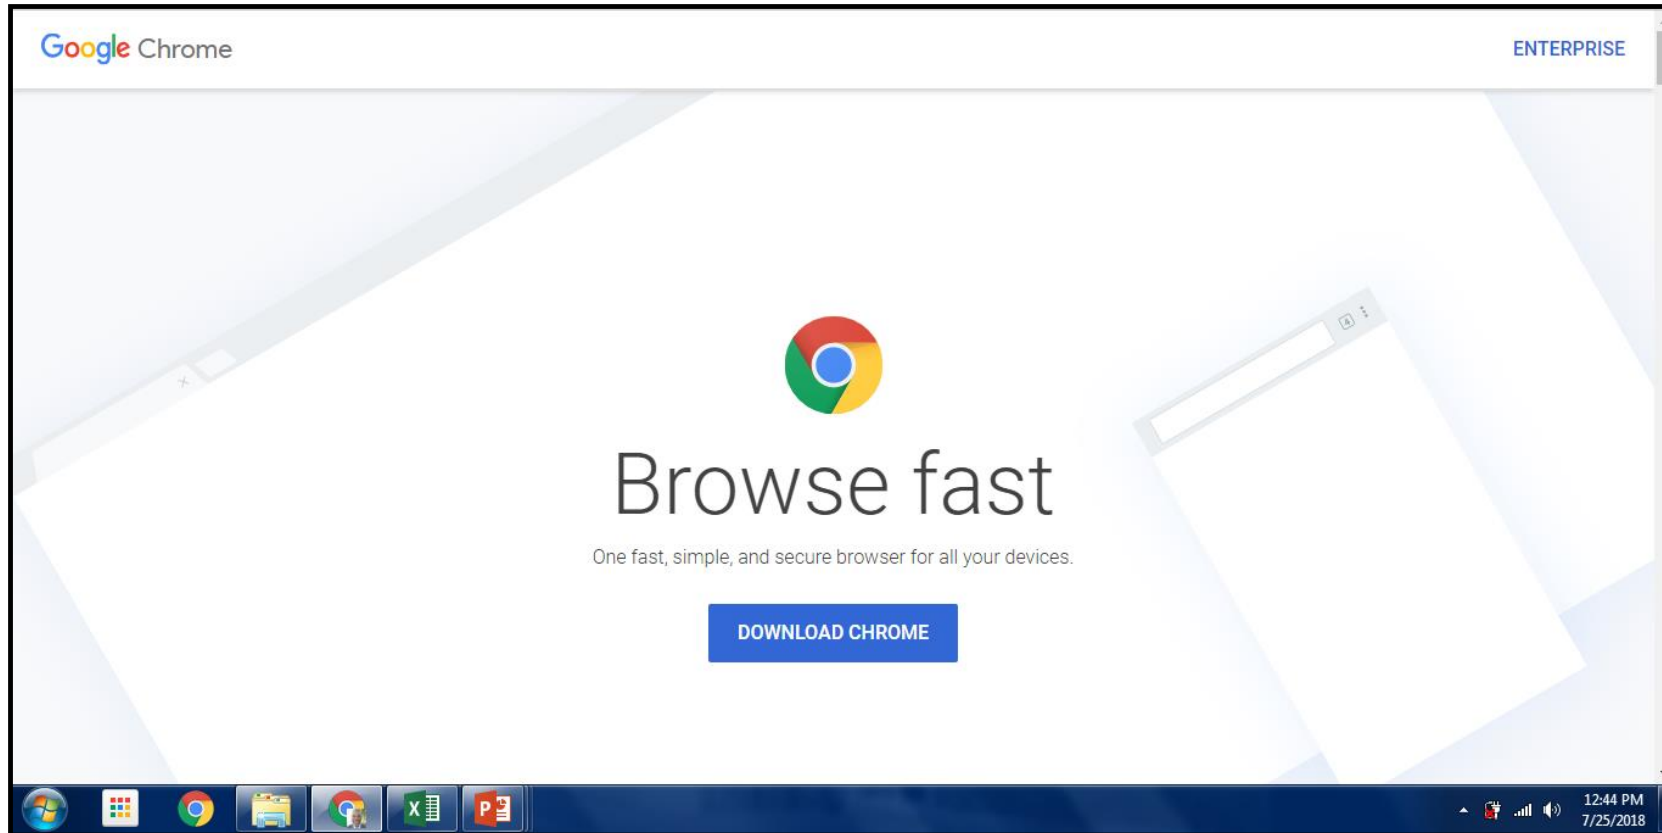 Google Chrome
ENTERPRISE
4
Browse fast
One fast, simple, and secure browser for all your devices.
DOWNLOAD CHROME
12:44 PM
7/25/2018